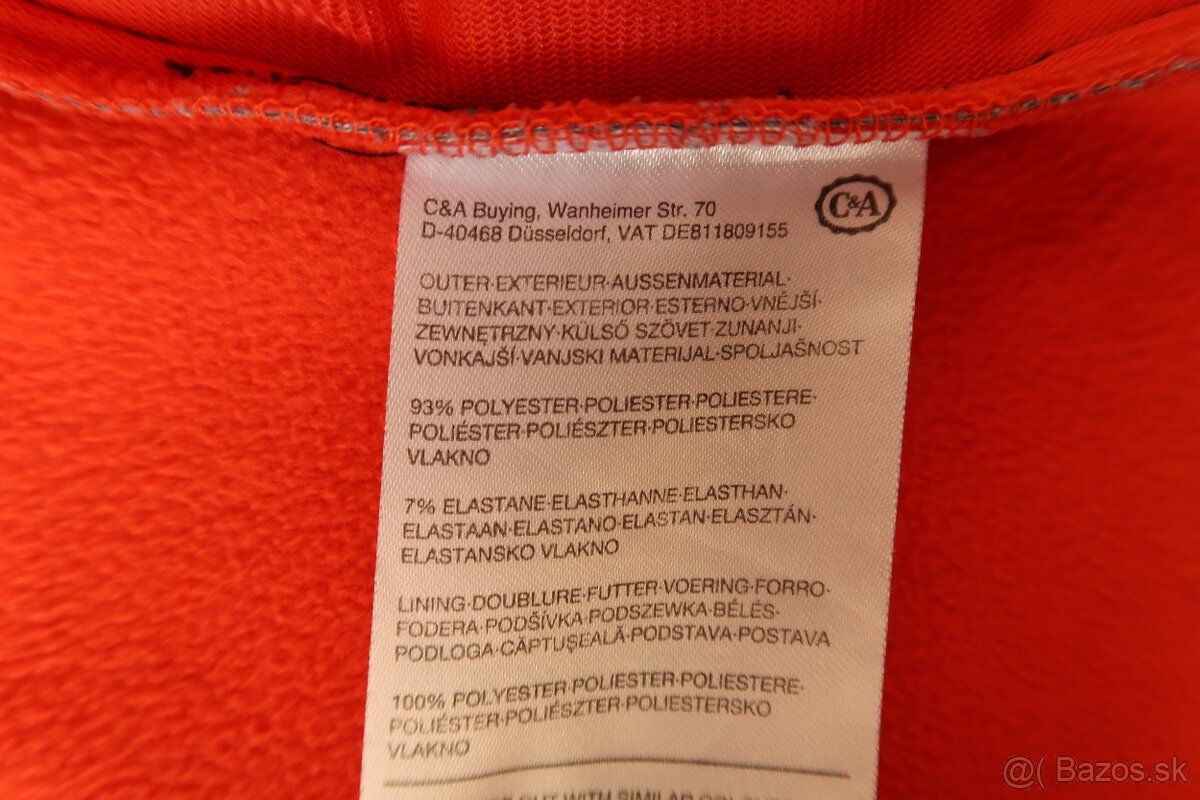 C&A Buying, Wanheimer Str. 70
D-40468 Düsseldorf, VAT DE811809155
C&A
OUTER·EXTERIEUR·AUSSENMATERIAL·
BUITENKANT·EXTERIOR·ESTERNO·VNĚJŠÍ·
ZEWNĘTRZNY·KÜLSŐ SZÖVET·ZUNANJI·
VONKAJŠÍ·VANJSKI MATERIJAL·SPOLJAŠNOST
93% POLYESTER·POLIESTER·POLIESTERE·
POLIÉSTER·POLIÉSZTER·POLIESTERSKO
VLAKNO
7% ELASTANE·ELASTHANNE·ELASTHAN·
ELASTAAN·ELASTANO·ELASTAN·ELASZTÁN·
ELASTANSKO VLAKNO
LINING·DOUBLURE·FUTTER·VOERING·FORRO·
FODERA·PODŠÍVKA·PODSZEWKA·BÉLÉS·
PODLOGA·CĂPTUŞEALĂ·PODSTAVA·POSTAVA
100% POLYESTER·POLIESTER·POLIESTERE·
POLIÉSTER·POLIÉSZTER·POLIESTERSKO
VLAKNO
WITH SIMILAR
@( Bazos.sk